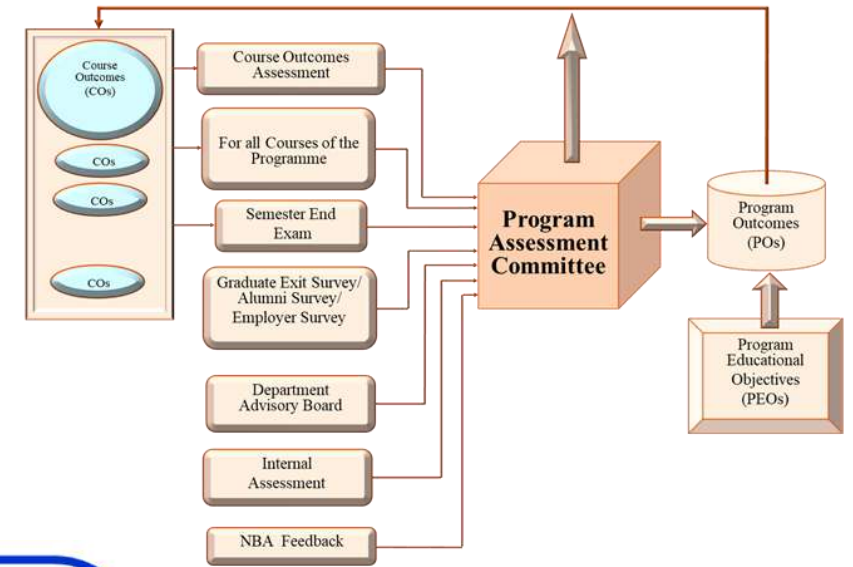 Course
Outcomes
(COs)
COs
COs
COs
Course Outcomes
Assessment
For all Courses of the
Programme
Semester End
Exam
Graduate Exit Survey/
Alumni Survey/
Employer Survey
Department
Advisory Board
Internal
Assessment
NBA Feedback
Program
Assessment
Committee
Program
Outcomes
(POs)
Program
Educational
Objectives
(PEOs)